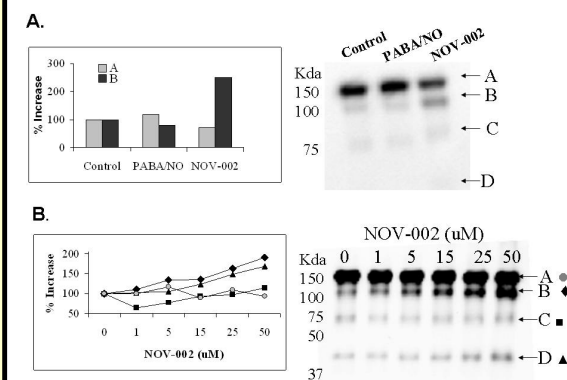 A.
300
200
100
0
% Increase
A
B
Control PABA/NO NOV-002
Control PABA/NO NOV-002
Kda
150
100
75
A
B
C
D
B.
200
150
100
50
% Increase
0 1 5 15 25 50
NOV-002 (uM)
NOV-002 (uM)
Kda 0 1 5 15 25 50
150
100
75
50
37
A
B
C
D